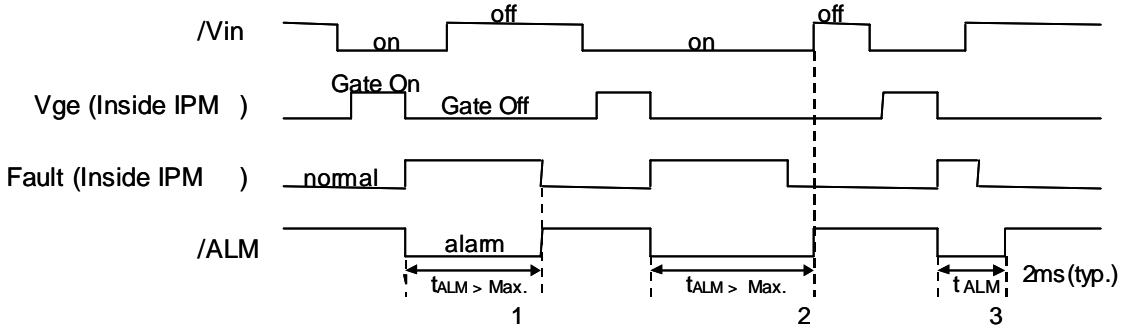 /Vin
on
off
on
off
Vge (Inside IPM )
Gate On
Gate Off
Fault (Inside IPM )
normal
/ALM
alarm
tALM > Max.
tALM > Max.
tALM
2ms(typ.)
1
2
3